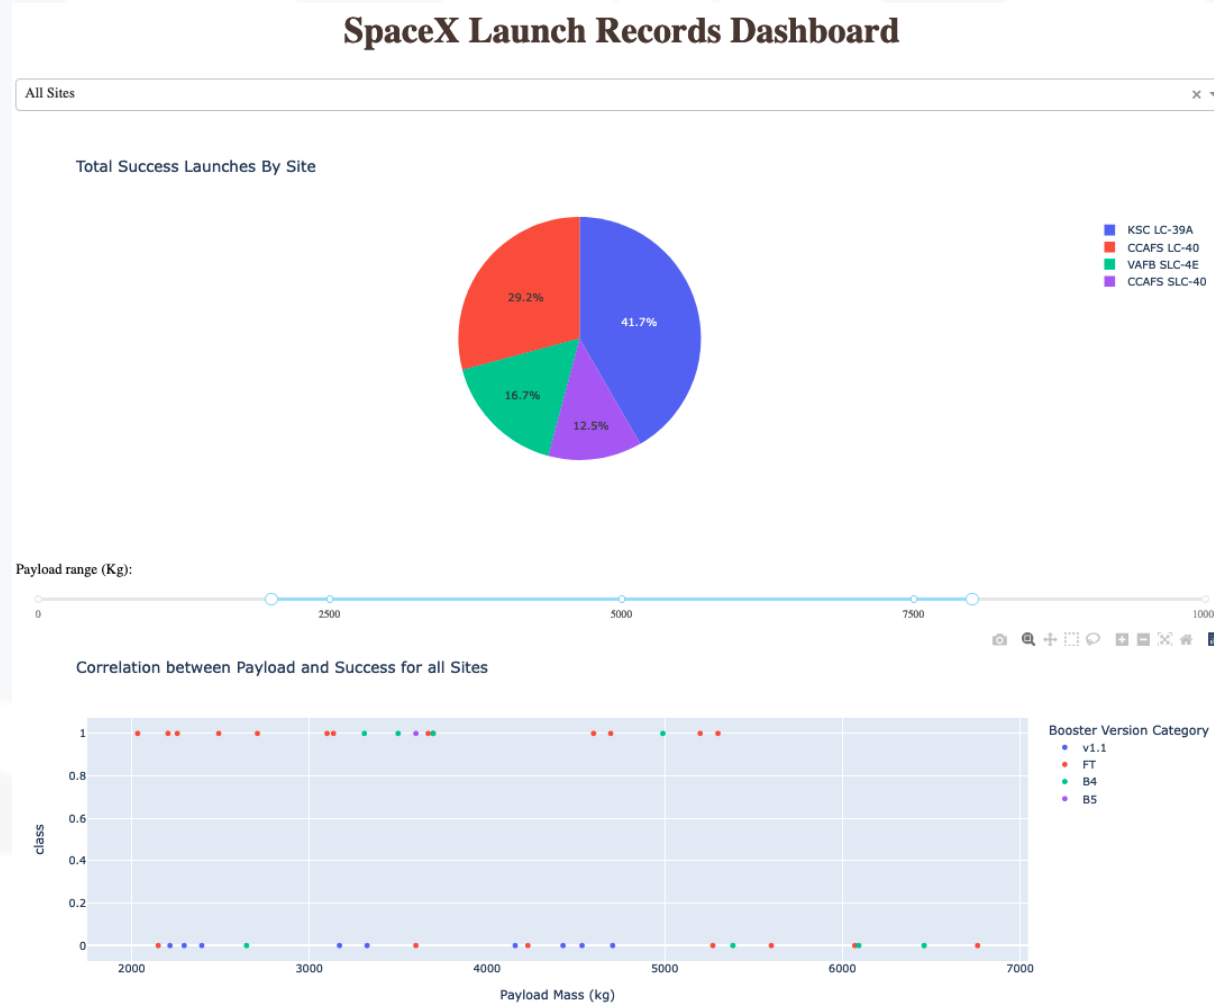 SpaceX Launch Records Dashboard
All Sites
Total Success Launches By Site
KSC LC-39A
CCAFS LC-40
VAFB SLC-4E
CCAFS SLC-40
29.2%
41.7%
16.7%
12.5%
Payload range (Kg):
0 2500 5000 7500 1000
Correlation between Payload and Success for all Sites
Booster Version Category
v1.1
FT
B4
B5
1
0.8
0.6
0.4
0.2
0
class
2000 3000 4000 5000 6000 7000
Payload Mass (kg)